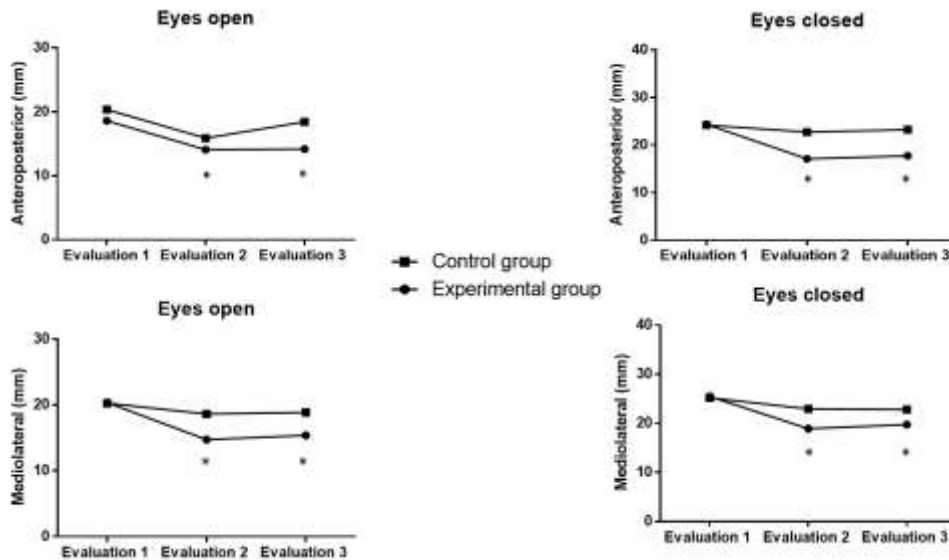 Eyes open
30
20
10
0
Anteroposterior (mm)
Evaluation 1 Evaluation 2 Evaluation 3
*
*
Eyes closed
40
30
20
10
0
Anteroposterior (mm)
Evaluation 1 Evaluation 2 Evaluation 3
*
*
Control group
Experimental group
Eyes open
30
20
10
0
Mediolateral (mm)
Evaluation 1 Evaluation 2 Evaluation 3
*
*
Eyes closed
40
30
20
10
0
Mediolateral (mm)
Evaluation 1 Evaluation 2 Evaluation 3
*
*